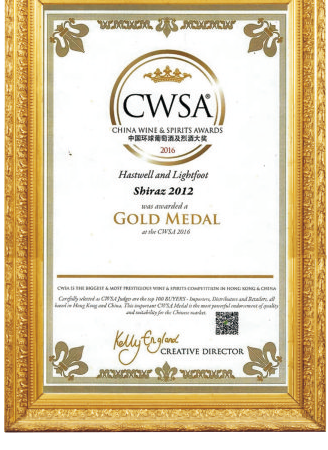 CWSA®
CHINA WINE & SPIRITS AWARDS
中国环球葡萄酒及烈酒大奖
2016
Hastwell and Lightfoot
Shiraz 2012
was awarded a
GOLD MEDAL
at the CWSA 2016
CWSA IS THE BIGGEST & MOST PRESTIGIOUS WINE & SPIRITS COMPETITION IN HONG KONG & CHINA
Carefully selected as CWSA Judges are the top 100 BUYERS - Importers, Distributors and Retailers, all
based in Hong Kong and China. This important CWSA Medal is the most powerful endorsement of quality
and suitability for the Chinese market.
Kelly England
CREATIVE DIRECTOR